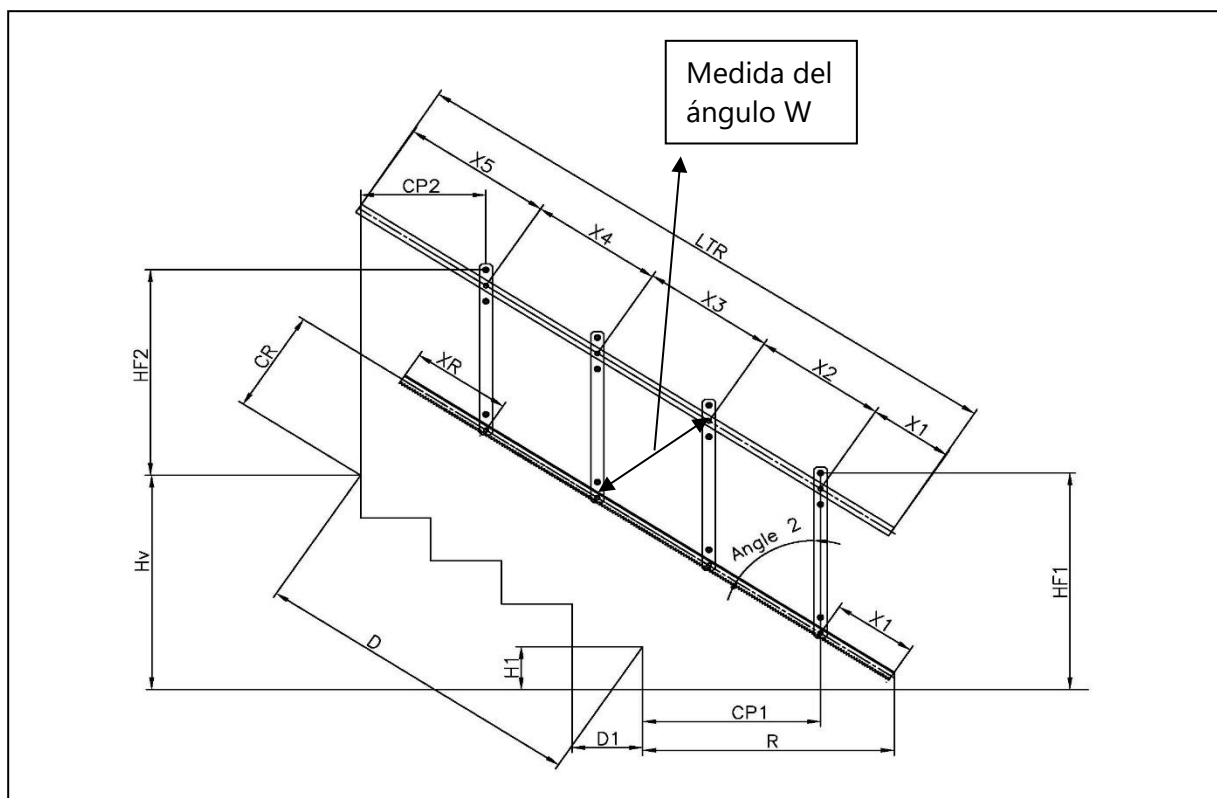 Medida del
ángulo W
X5
CP2
X4
LTR
X3
HF2
CR
XR
X2
X1
Angle 2
HF1
Hv
X1
D
H1
CP1
D1
R